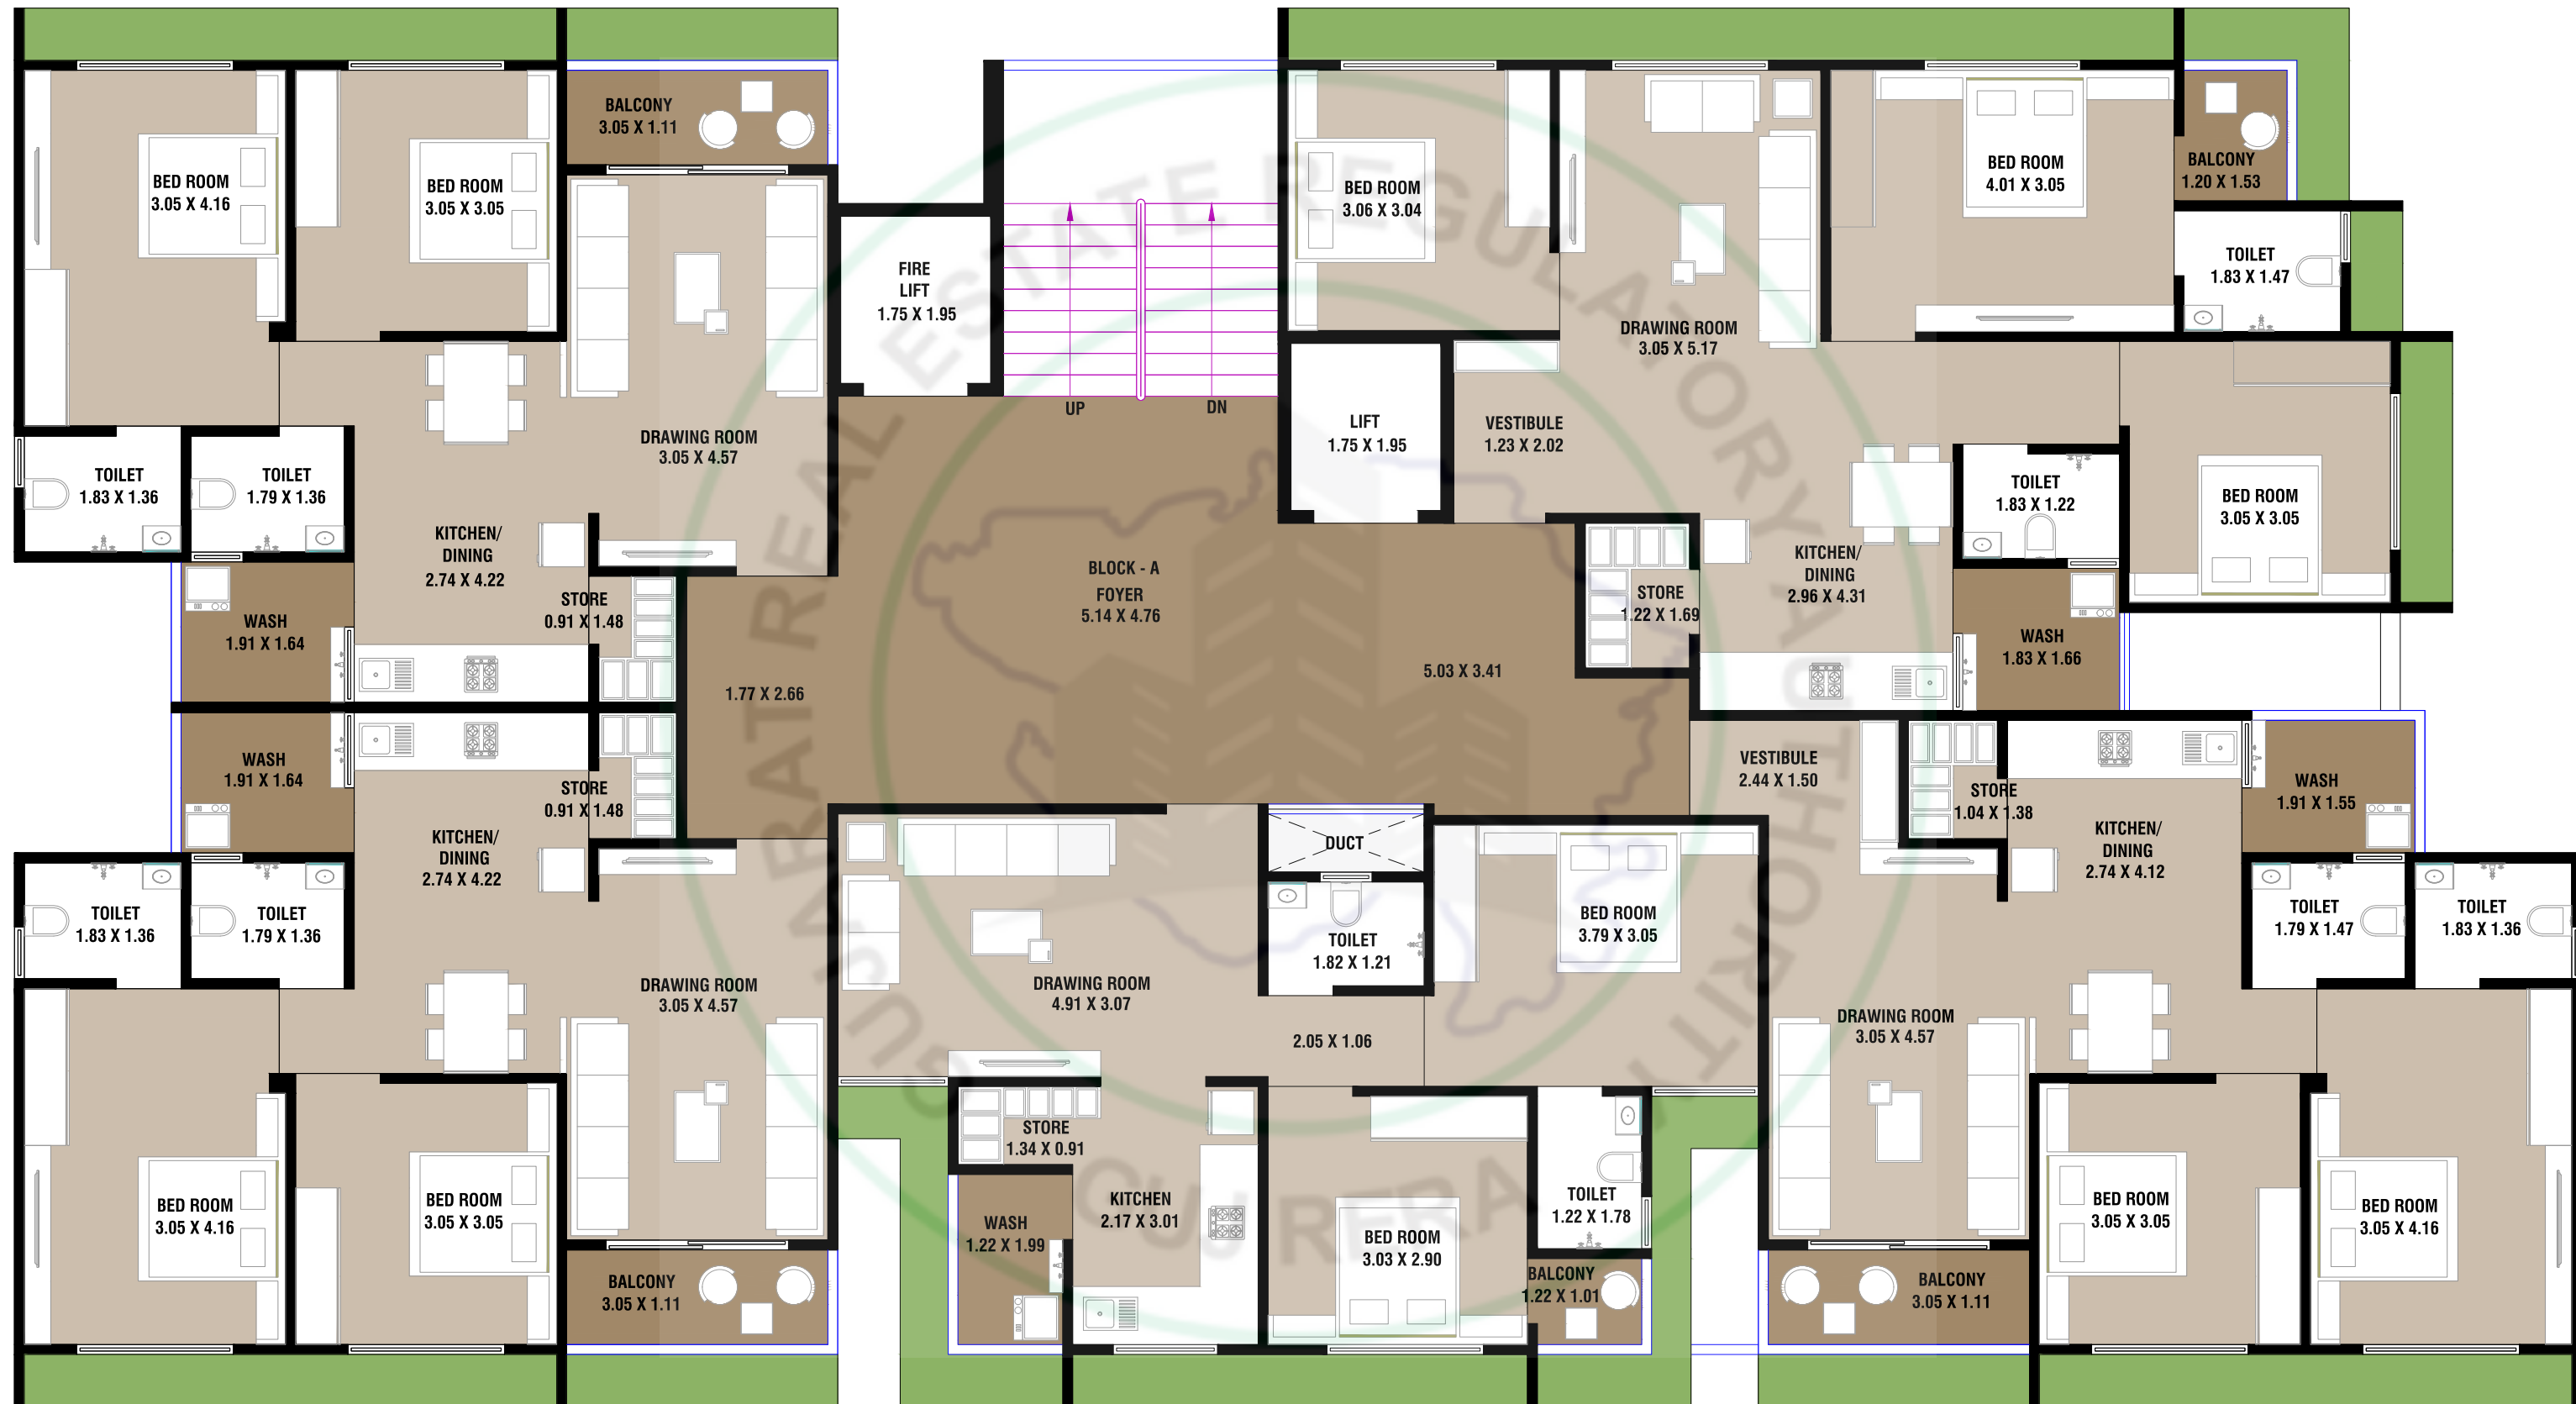 BALCONY
3.05 X 1.11
BED ROOM
3.05 X 4.16
BED ROOM
3.05 X 3.05
FIRE
LIFT
1.75 X 1.95
UP
DN
BED ROOM
3.06 X 3.04
DRAWING ROOM
3.05 X 5.17
BED ROOM
4.01 X 3.05
BALCONY
1.20 X 1.53
TOILET
1.83 X 1.47
DRAWING ROOM
3.05 X 4.57
LIFT
1.75 X 1.95
VESTIBULE
1.23 X 2.02
TOILET
1.83 X 1.36
TOILET
1.79 X 1.36
KITCHEN/
DINING
2.74 X 4.22
TOILET
1.83 X 1.22
BED ROOM
3.05 X 3.05
BLOCK - A
FOYER
5.14 X 4.76
KITCHEN/
DINING
2.96 X 4.31
STORE
0.91 X 1.48
STORE
1.22 X 1.69
WASH
1.91 X 1.64
WASH
1.83 X 1.66
1.77 X 2.66
5.03 X 3.41
WASH
1.91 X 1.64
STORE
0.91 X 1.48
VESTIBULE
2.44 X 1.50
STORE
1.04 X 1.38
WASH
1.91 X 1.55
KITCHEN/
DINING
2.74 X 4.22
DUCT
KITCHEN/
DINING
2.74 X 4.12
TOILET
1.83 X 1.36
TOILET
1.79 X 1.36
TOILET
1.82 X 1.21
BED ROOM
3.79 X 3.05
TOILET
1.79 X 1.47
TOILET
1.83 X 1.36
DRAWING ROOM
3.05 X 4.57
DRAWING ROOM
4.91 X 3.07
2.05 X 1.06
DRAWING ROOM
3.05 X 4.57
STORE
1.34 X 0.91
BED ROOM
3.05 X 4.16
BED ROOM
3.05 X 3.05
WASH
1.22 X 1.99
KITCHEN
2.17 X 3.01
BED ROOM
3.03 X 2.90
TOILET
1.22 X 1.78
BED ROOM
3.05 X 3.05
BED ROOM
3.05 X 4.16
BALCONY
3.05 X 1.11
BALCONY
1.22 X 1.01
BALCONY
3.05 X 1.11
GUJARAT REAL ESTATE REGULATORY AUTHORITY
GUJ RERA